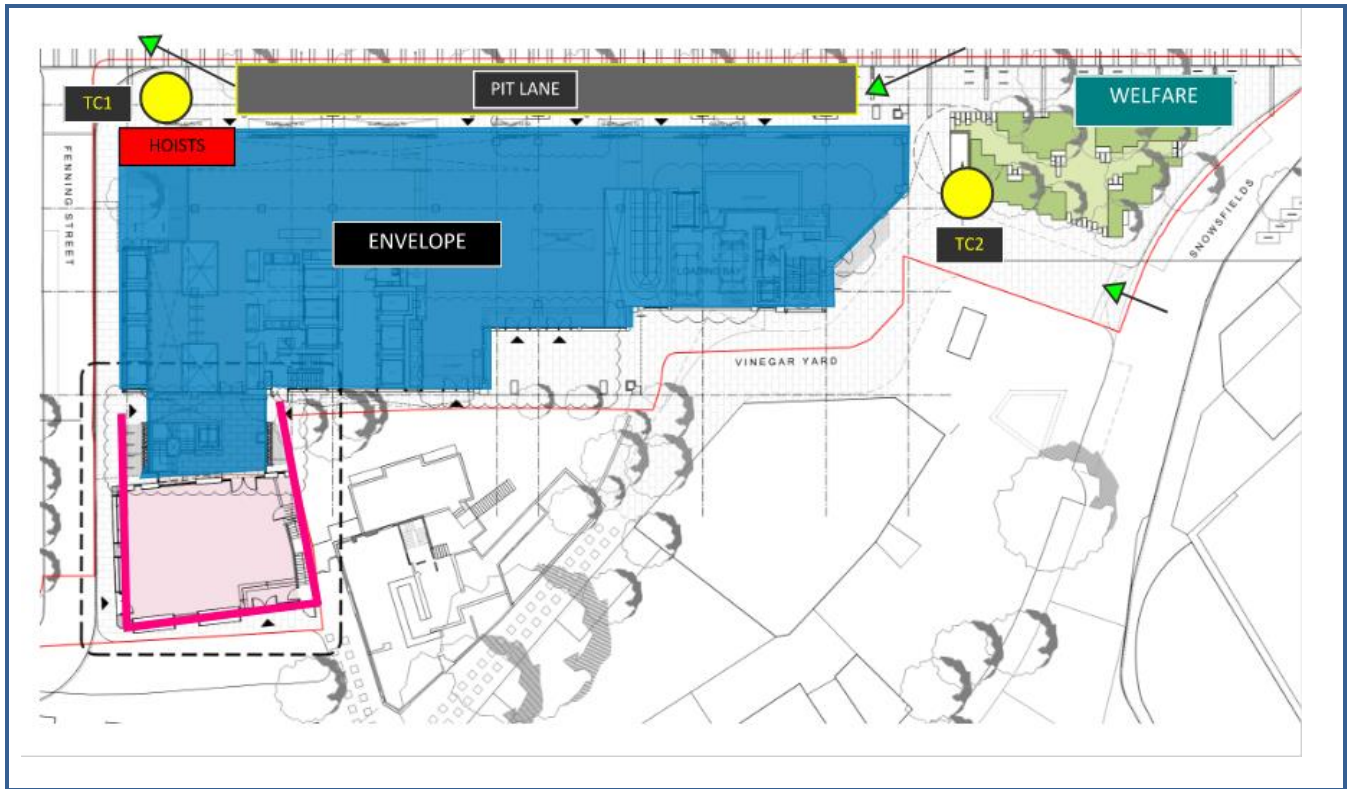 PIT LANE
TC1
WELFARE
HOISTS
FENNING STREET
ENVELOPE
TC2
SNOWSFIELDS
LOADING BAY
VINEGAR YARD